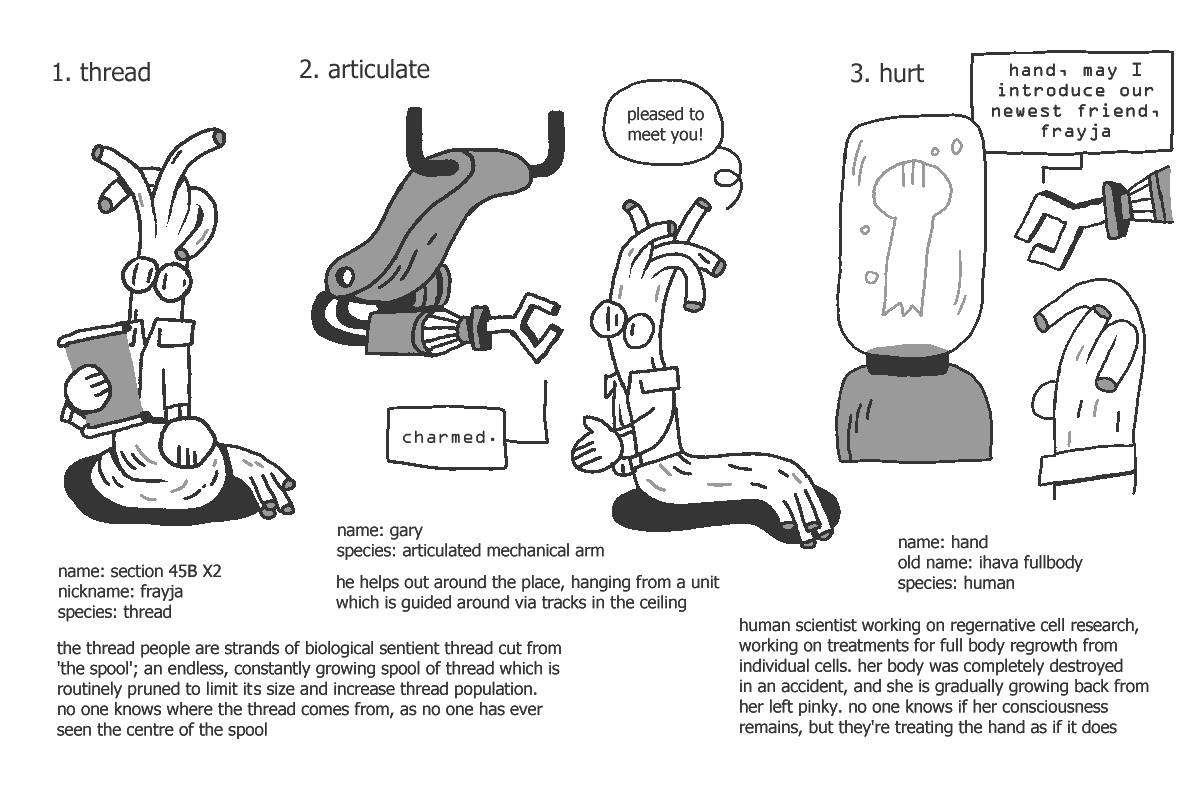 1. thread
name: section 45B X2
nickname: frayja
species: thread
the thread people are strands of biological sentient thread cut from
'the spool'; an endless, constantly growing spool of thread which is
routinely pruned to limit its size and increase thread population.
no one knows where the thread comes from, as no one has ever
seen the centre of the spool
2. articulate
pleased to
meet you!
charmed.
name: gary
species: articulated mechanical arm
he helps out around the place, hanging from a unit
which is guided around via tracks in the ceiling
3. hurt
hand, may I
introduce our
newest friend,
frayja
name: hand
old name: ihava fullbody
species: human
human scientist working on regernative cell research,
working on treatments for full body regrowth from
individual cells. her body was completely destroyed
in an accident, and she is gradually growing back from
her left pinky. no one knows if her consciousness
remains, but they're treating the hand as if it does